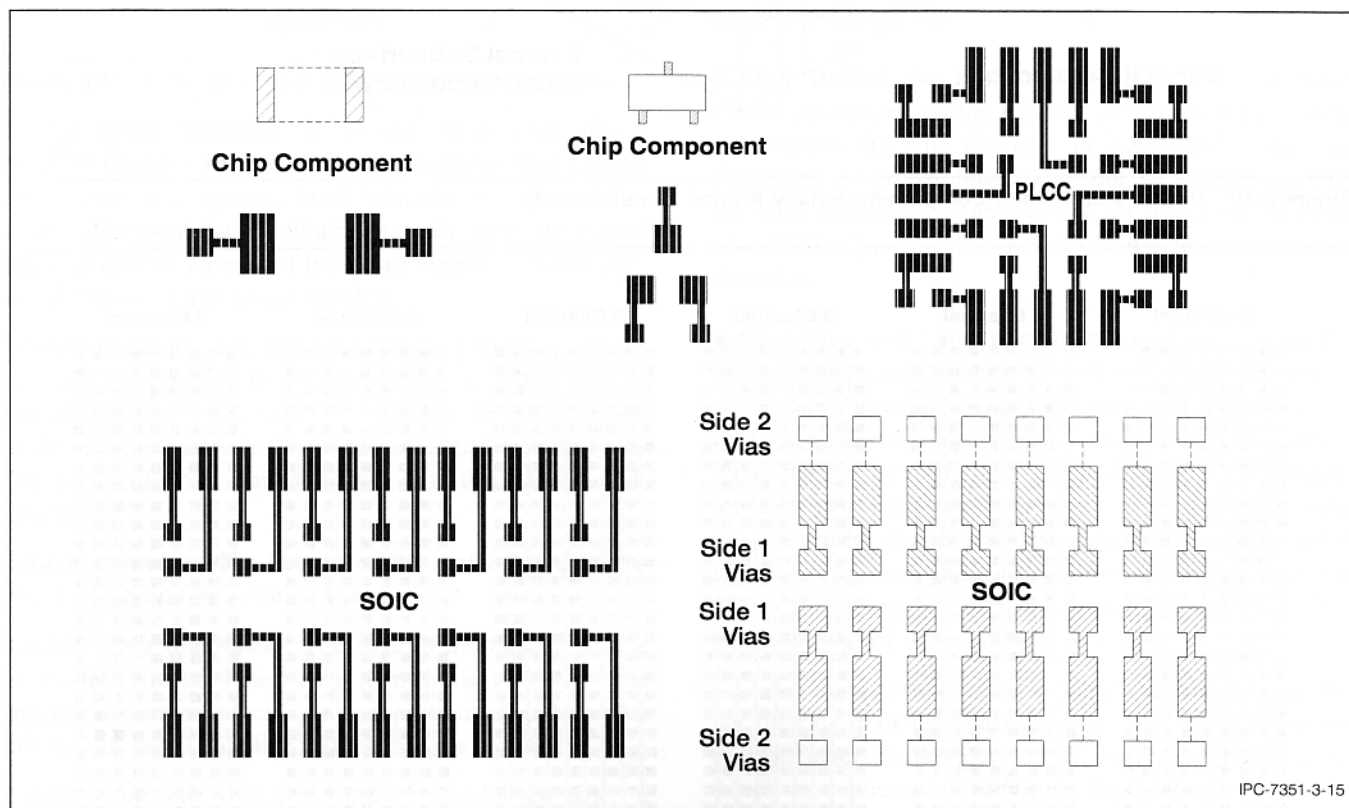 Chip Component
Chip Component
PLCC
Side 2
Vias
Side 1
Vias
SOIC
SOIC
Side 1
Vias
Side 2
Vias
IPC-7351-3-15